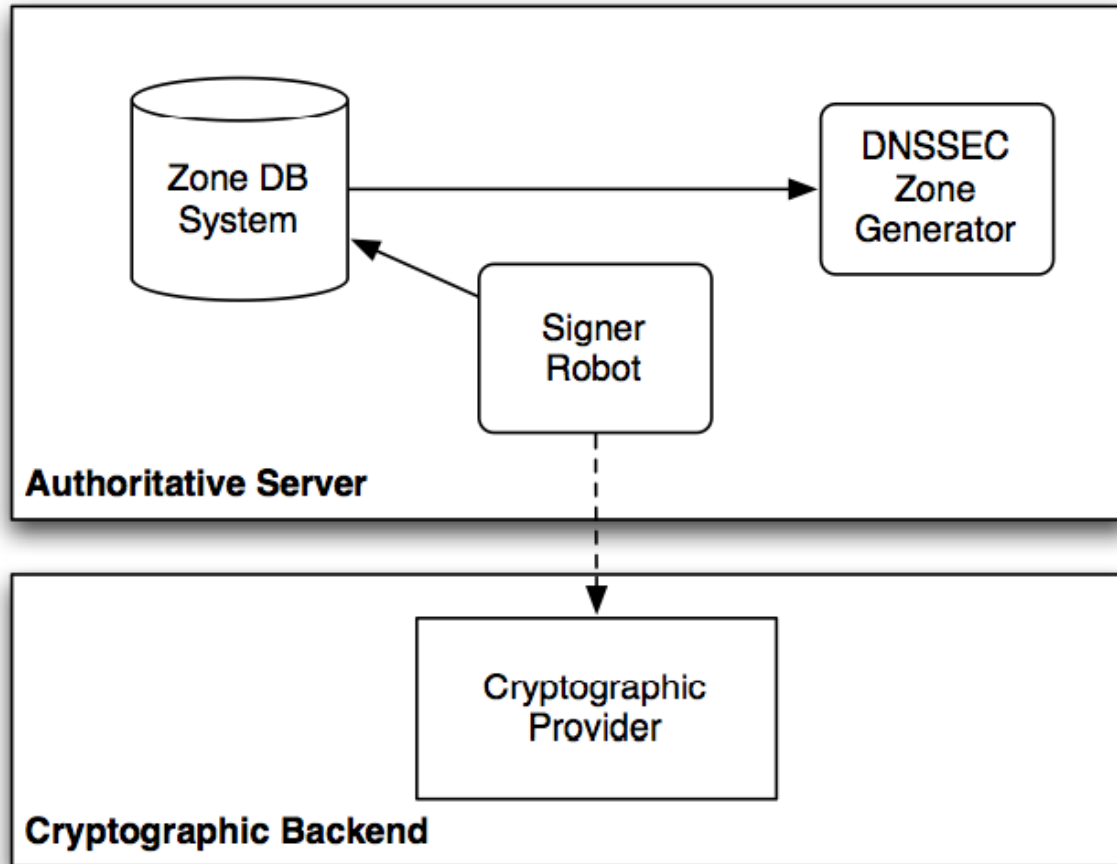 Zone DB
System
DNSSEC
Zone
Generator
Signer
Robot
Authoritative Server
Cryptographic
Provider
Cryptographic Backend